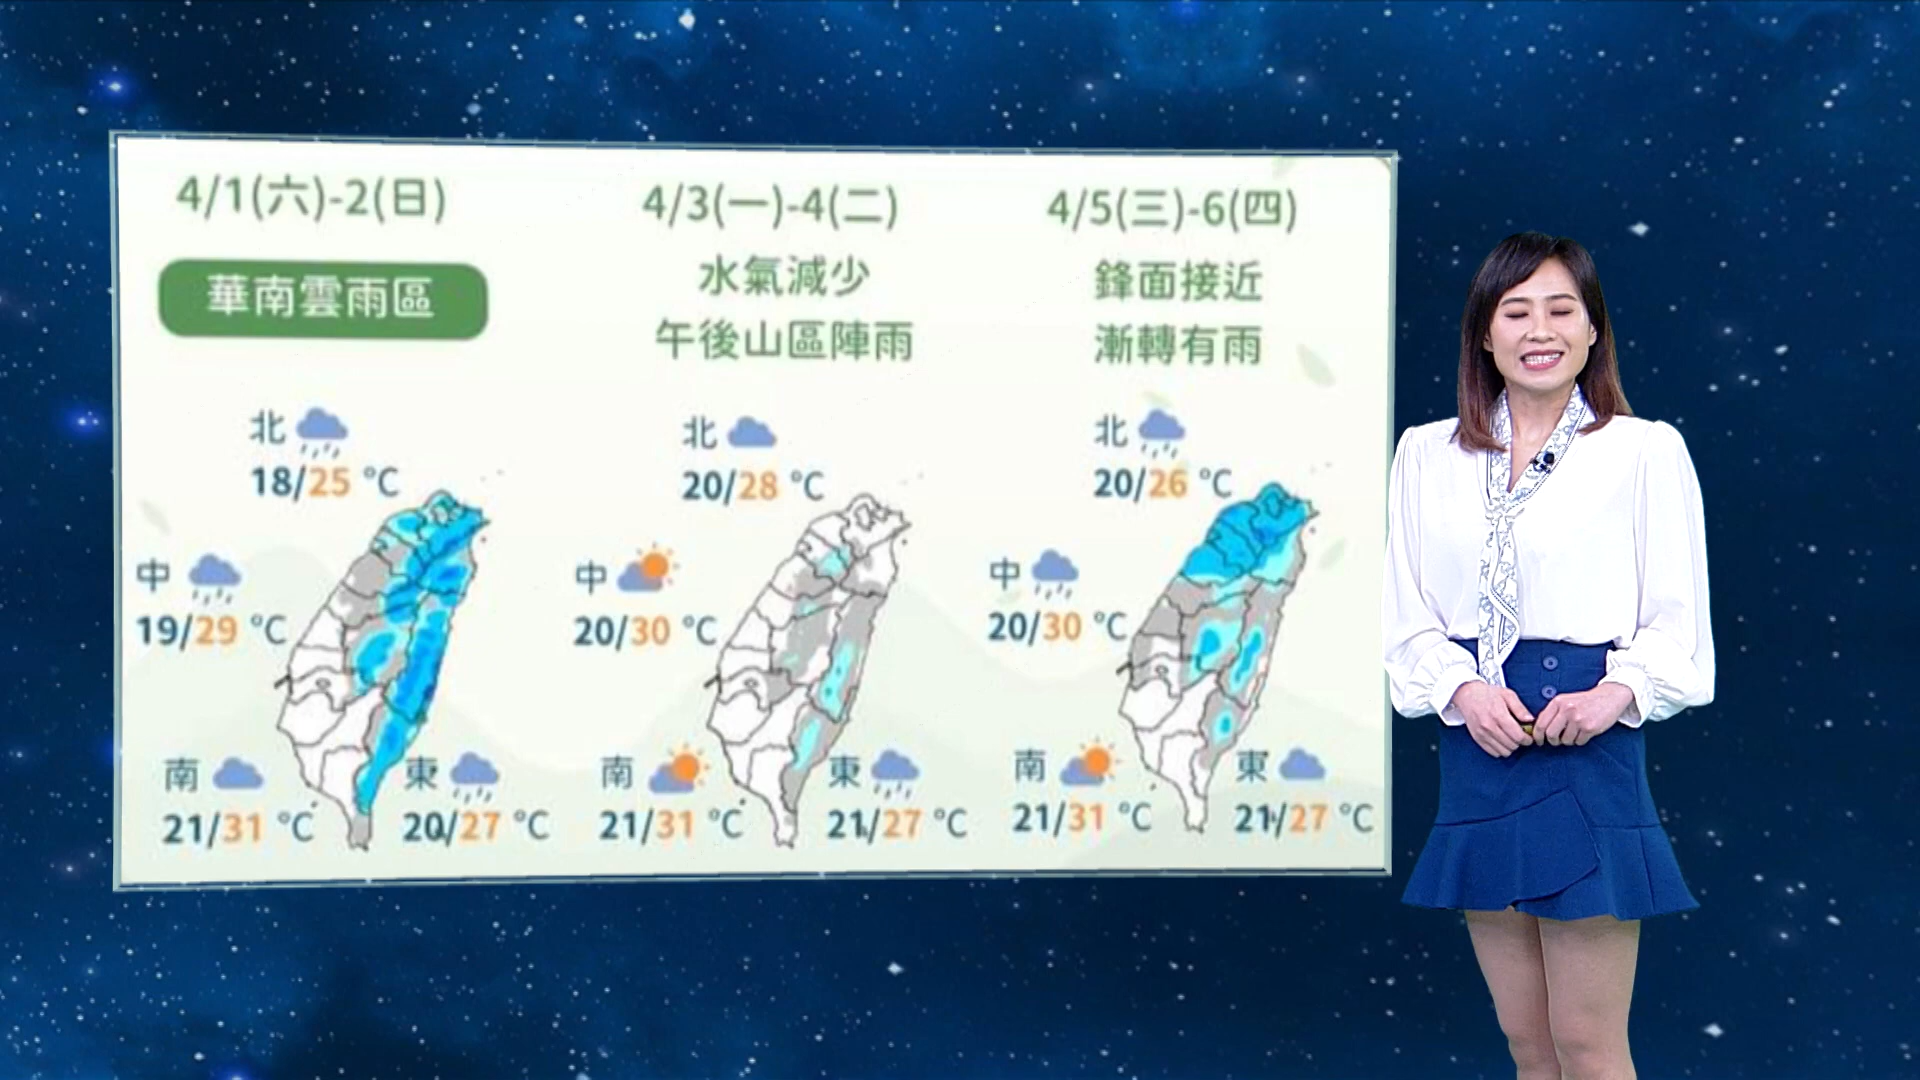 4/1(六)-2(日)
華南雲雨區
北
18/25 °C
中
19/29 °C
南
21/31 °C
東
20/27 °C
4/3(一)-4(二)
水氣減少
午後山區陣雨
北
20/28 °C
中
20/30 °C
南
21/31 °C
東
21/27 °C
4/5(三)-6(四)
鋒面接近
漸轉有雨
北
20/26 °C
中
20/30 °C
南
21/31 °C
東
21/27 °C